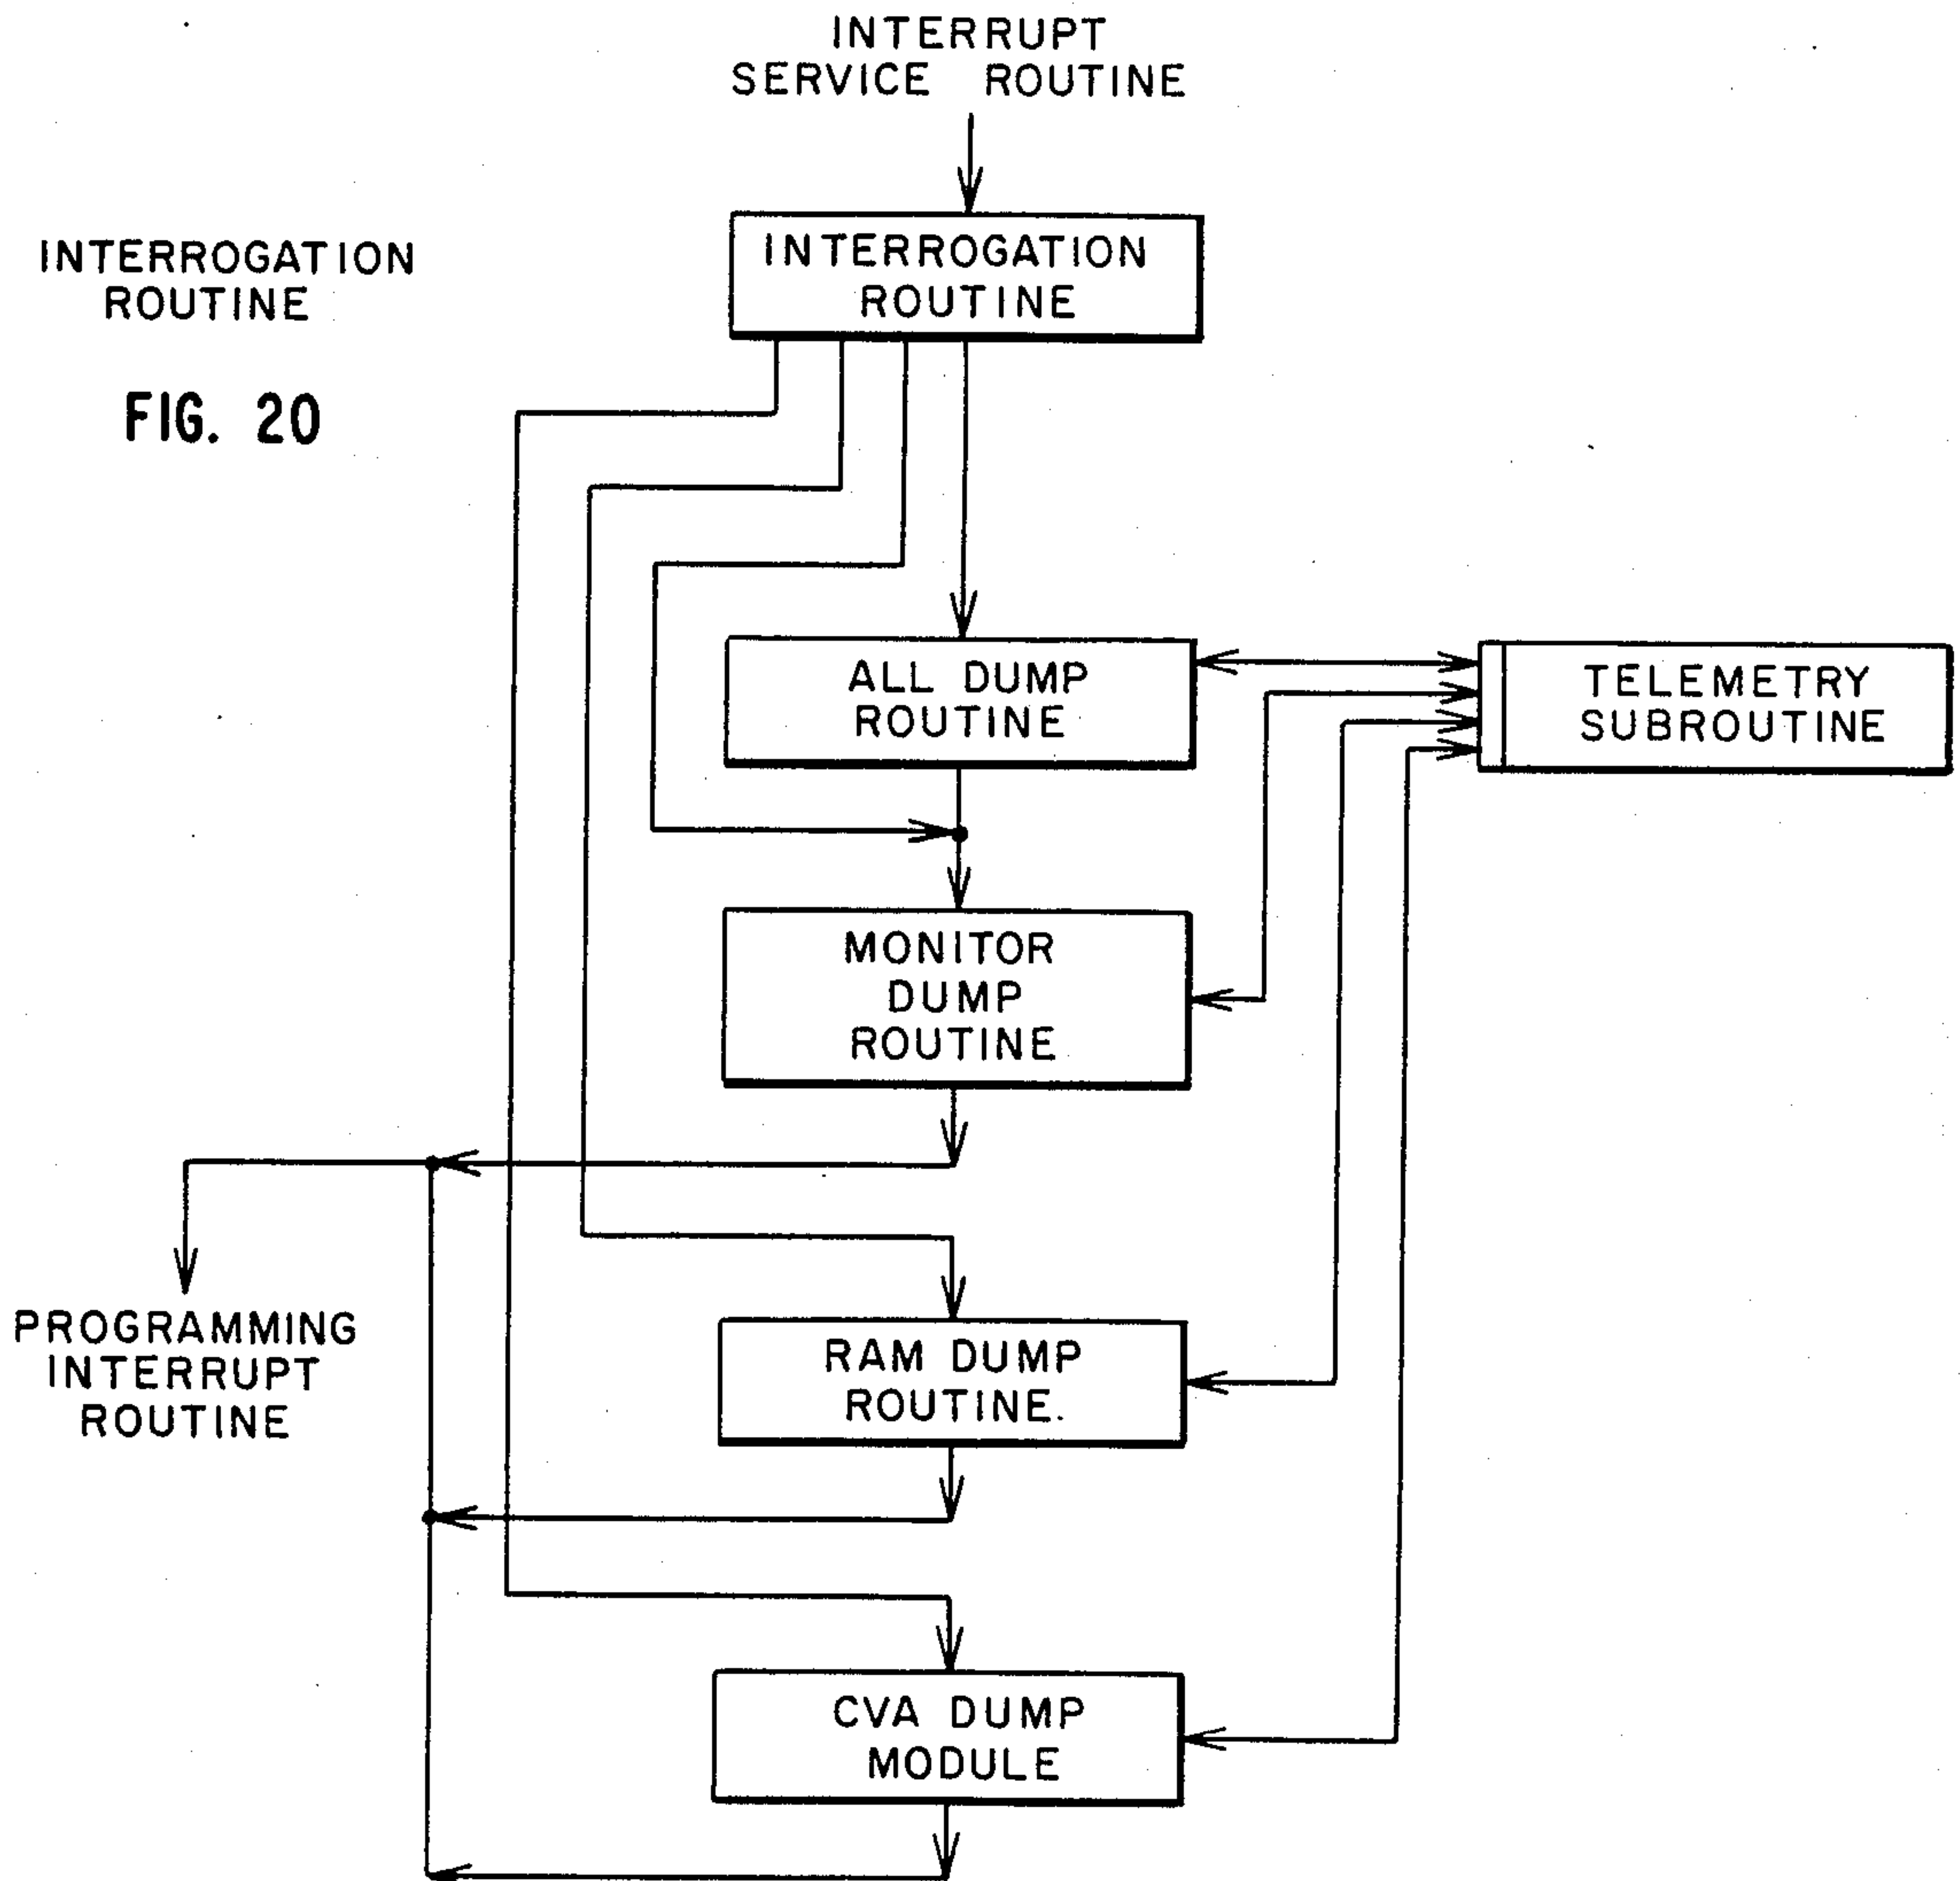 INTERRUPT
SERVICE ROUTINE
INTERROGATION
ROUTINE
FIG. 20
INTERROGATION
ROUTINE
ALL DUMP
ROUTINE
TELEMETRY
SUBROUTINE
MONITOR
DUMP
ROUTINE
PROGRAMMING
INTERRUPT
ROUTINE
RAM DUMP
ROUTINE.
CVA DUMP
MODULE